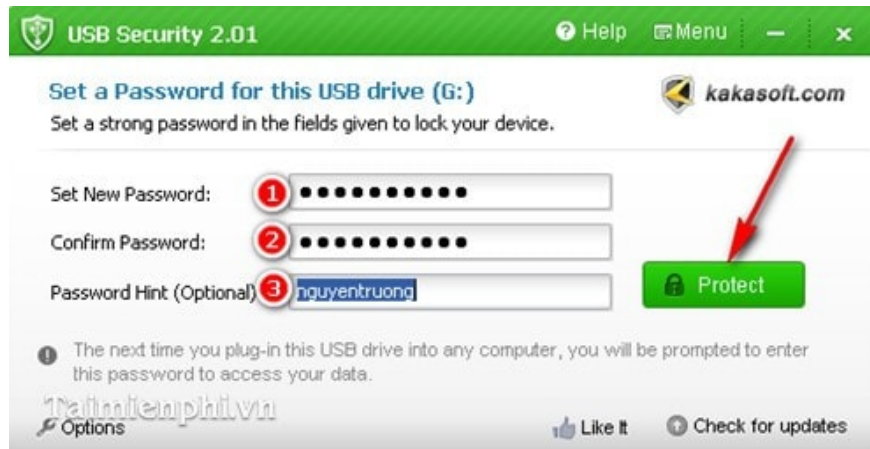 USB Security 2.01
Help
Menu
Set a Password for this USB drive (G:)
kakasoft.com
Set a strong password in the fields given to lock your device.
Set New Password:
1
Confirm Password:
2
Password Hint (Optional)
3
nguyentruong
Protect
The next time you plug-in this USB drive into any computer, you will be prompted to enter
this password to access your data.
Taimienphi.vn
Options
Like It
Check for updates